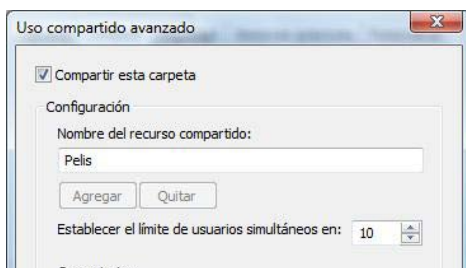 Uso compartido avanzado
Compartir esta carpeta
Configuración
Nombre del recurso compartido:
Pelis
Agregar Quitar
Establecer el límite de usuarios simultáneos en: 10